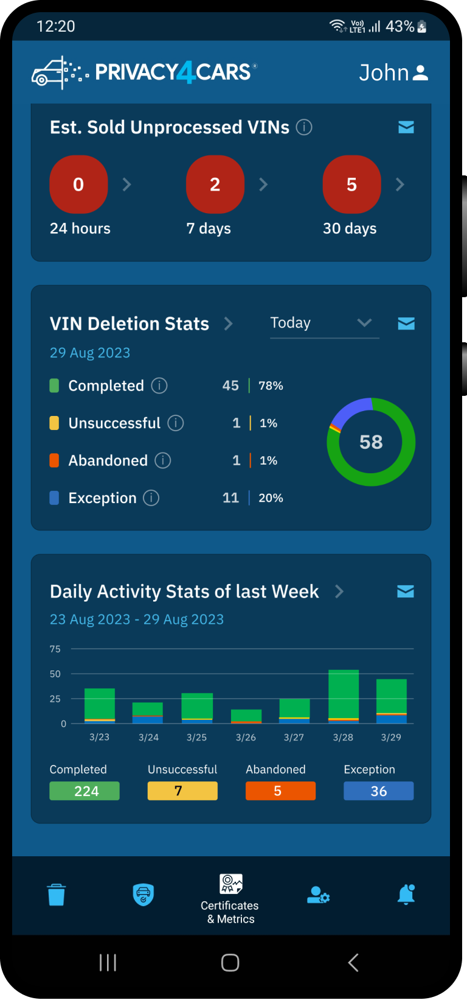 12:20
Vo))
LTE1
43%
PRIVACY4CARS®
John
Est. Sold Unprocessed VINs
0
2
5
24 hours
7 days
30 days
VIN Deletion Stats
Today
29 Aug 2023
Completed 45 | 78%
Unsuccessful 1 | 1%
Abandoned 1 | 1%
Exception 11 | 20%
58
Daily Activity Stats of last Week
23 Aug 2023 - 29 Aug 2023
75
50
25
0
3/23 3/24 3/25 3/26 3/27 3/28 3/29
Completed Unsuccessful Abandoned Exception
224 7 5 36
Certificates
& Metrics